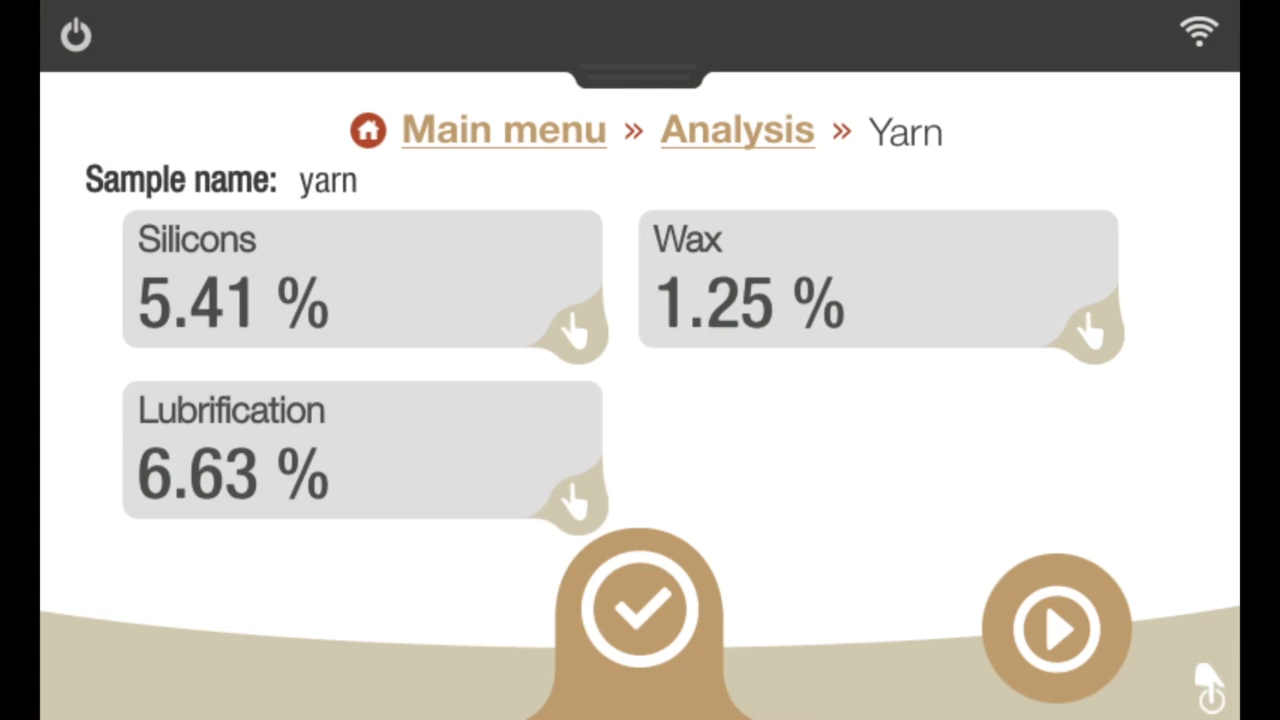 Main menu » Analysis » Yarn
Sample name: yarn
Silicons
5.41 %
Wax
1.25 %
Lubrification
6.63 %